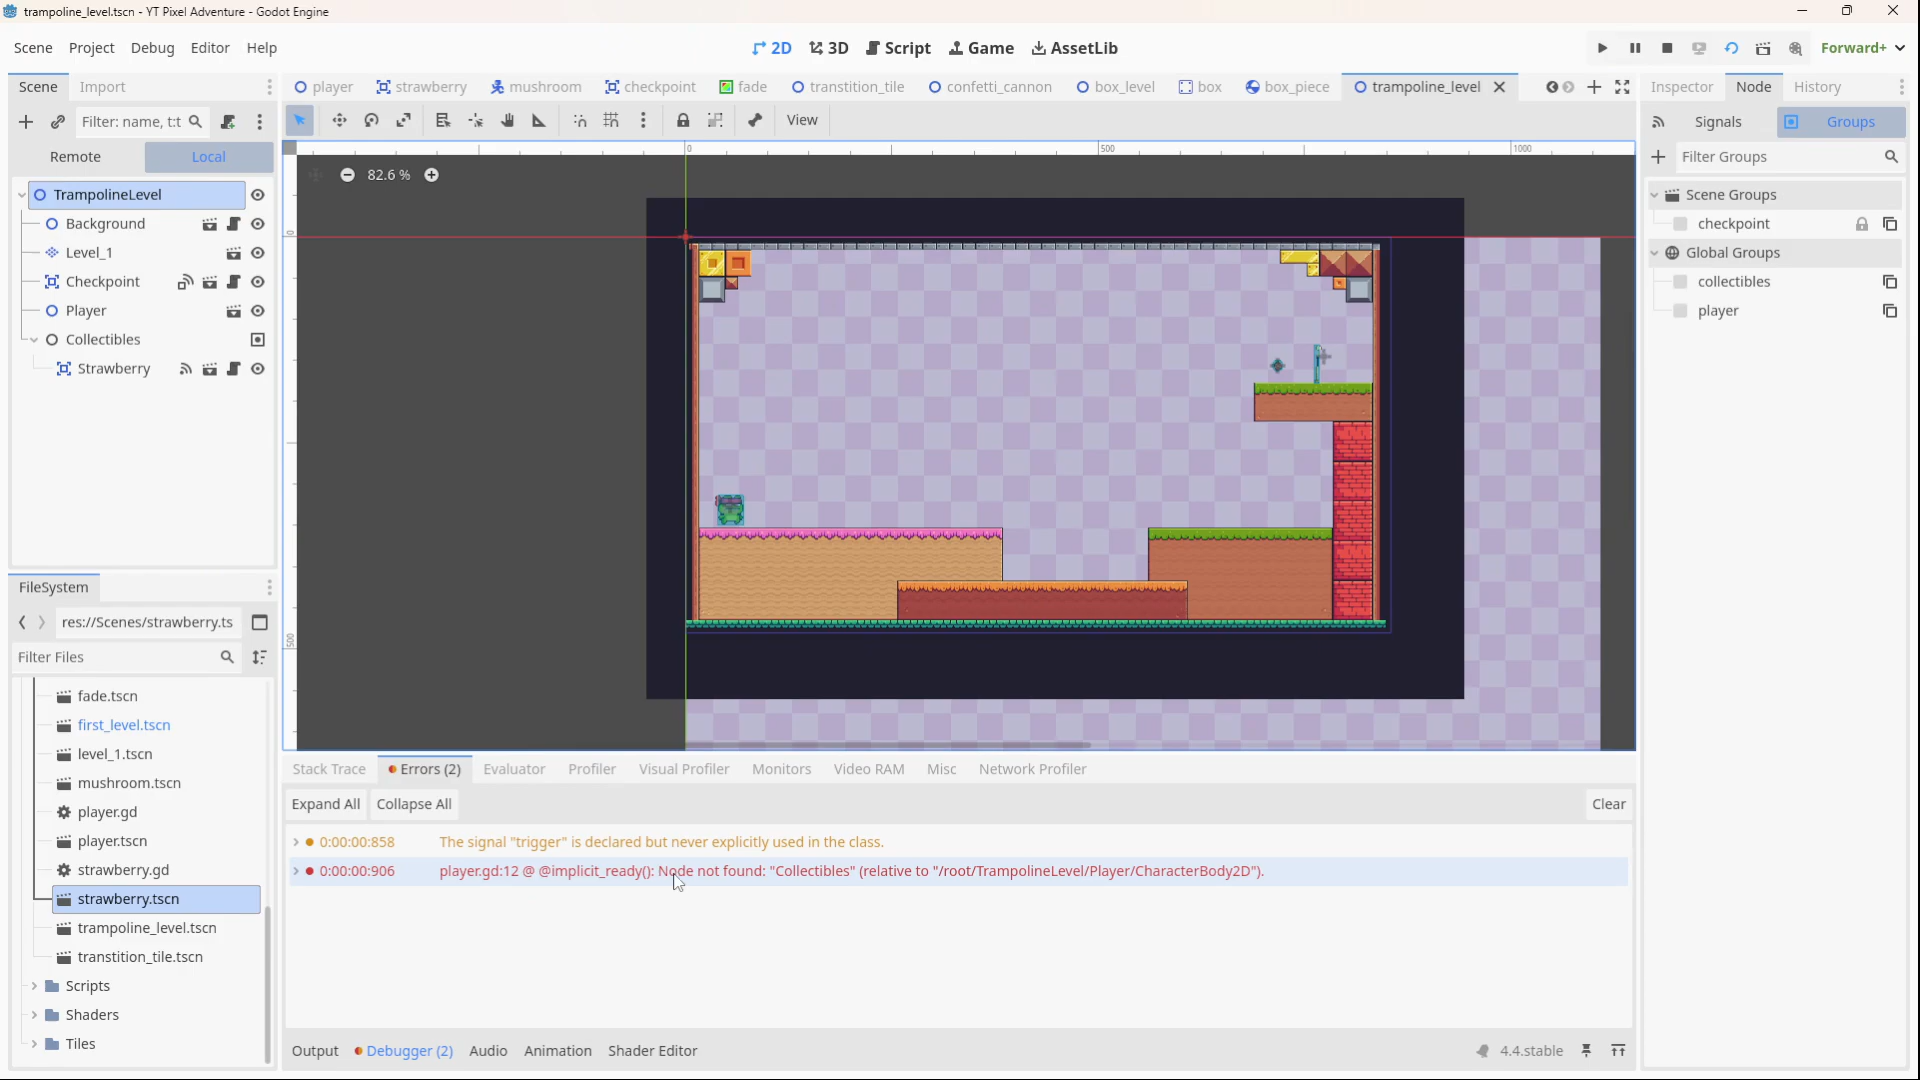 trampoline_level.tscn - YT Pixel Adventure - Godot Engine
Scene Project Debug Editor Help
2D 3D Script Game AssetLib
Forward+
Scene Import
player strawberry mushroom checkpoint fade transtition_tile confetti_cannon box_level box box_piece trampoline_level
Inspector Node History
Filter: name, t:t
View
Signals Groups
Remote Local
Filter Groups
0 500 1000
82.6 %
TrampolineLevel
Background
Level_1
Checkpoint
Player
Collectibles
Strawberry
Scene Groups
checkpoint
Global Groups
collectibles
player
0
500
FileSystem
res://Scenes/strawberry.ts
Filter Files
fade.tscn
first_level.tscn
level_1.tscn
mushroom.tscn
player.gd
player.tscn
strawberry.gd
strawberry.tscn
trampoline_level.tscn
transtition_tile.tscn
Scripts
Shaders
Tiles
Stack Trace Errors (2) Evaluator Profiler Visual Profiler Monitors Video RAM Misc Network Profiler
Expand All Collapse All Clear
0:00:00:858 The signal "trigger" is declared but never explicitly used in the class.
0:00:00:906 player.gd:12 @ @implicit_ready(): Node not found: "Collectibles" (relative to "/root/TrampolineLevel/Player/CharacterBody2D").
Output Debugger (2) Audio Animation Shader Editor 4.4.stable